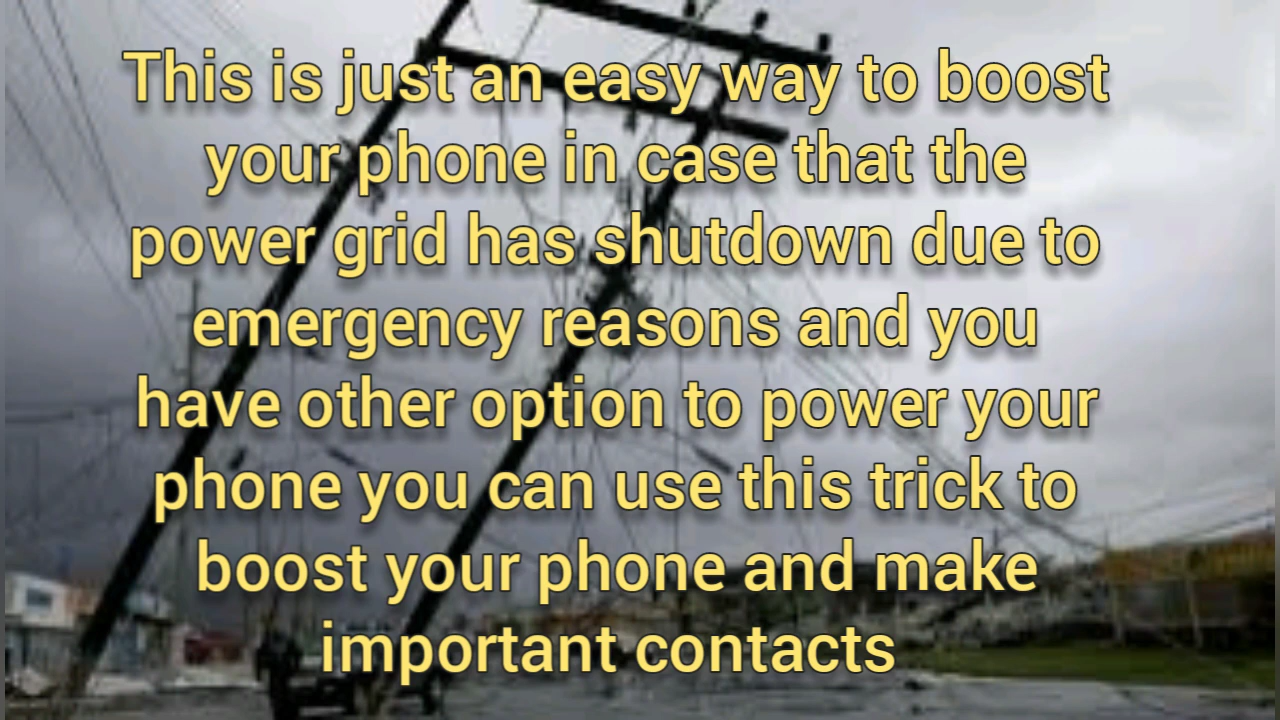 This is just an easy way to boost
your phone in case that the
power grid has shutdown due to
emergency reasons and you
have other option to power your
phone you can use this trick to
boost your phone and make
important contacts